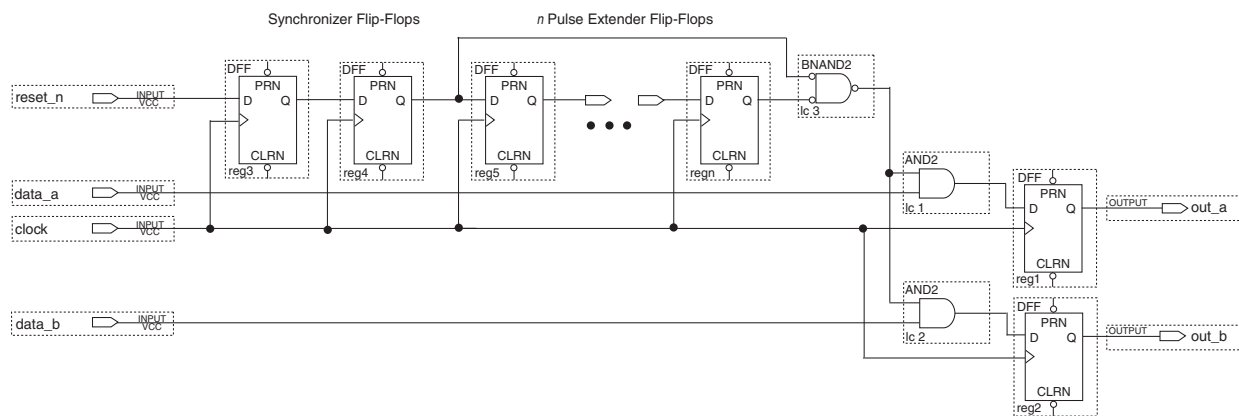 Synchronizer Flip-Flops
n Pulse Extender Flip-Flops
BNAND2
DFF
DFF
DFF
DFF
PRN
PRN
PRN
PRN
reset_n
INPUT
VCC
D Q
D Q
D Q
D Q
lc 3
CLRN
CLRN
CLRN
CLRN
reg3
reg4
reg5
regn
AND2
data_a
INPUT
VCC
lc 1
DFF
PRN
D Q
OUTPUT
out_a
clock
INPUT
VCC
CLRN
reg1
AND2
DFF
data_b
INPUT
VCC
lc 2
PRN
D Q
OUTPUT
out_b
CLRN
reg2